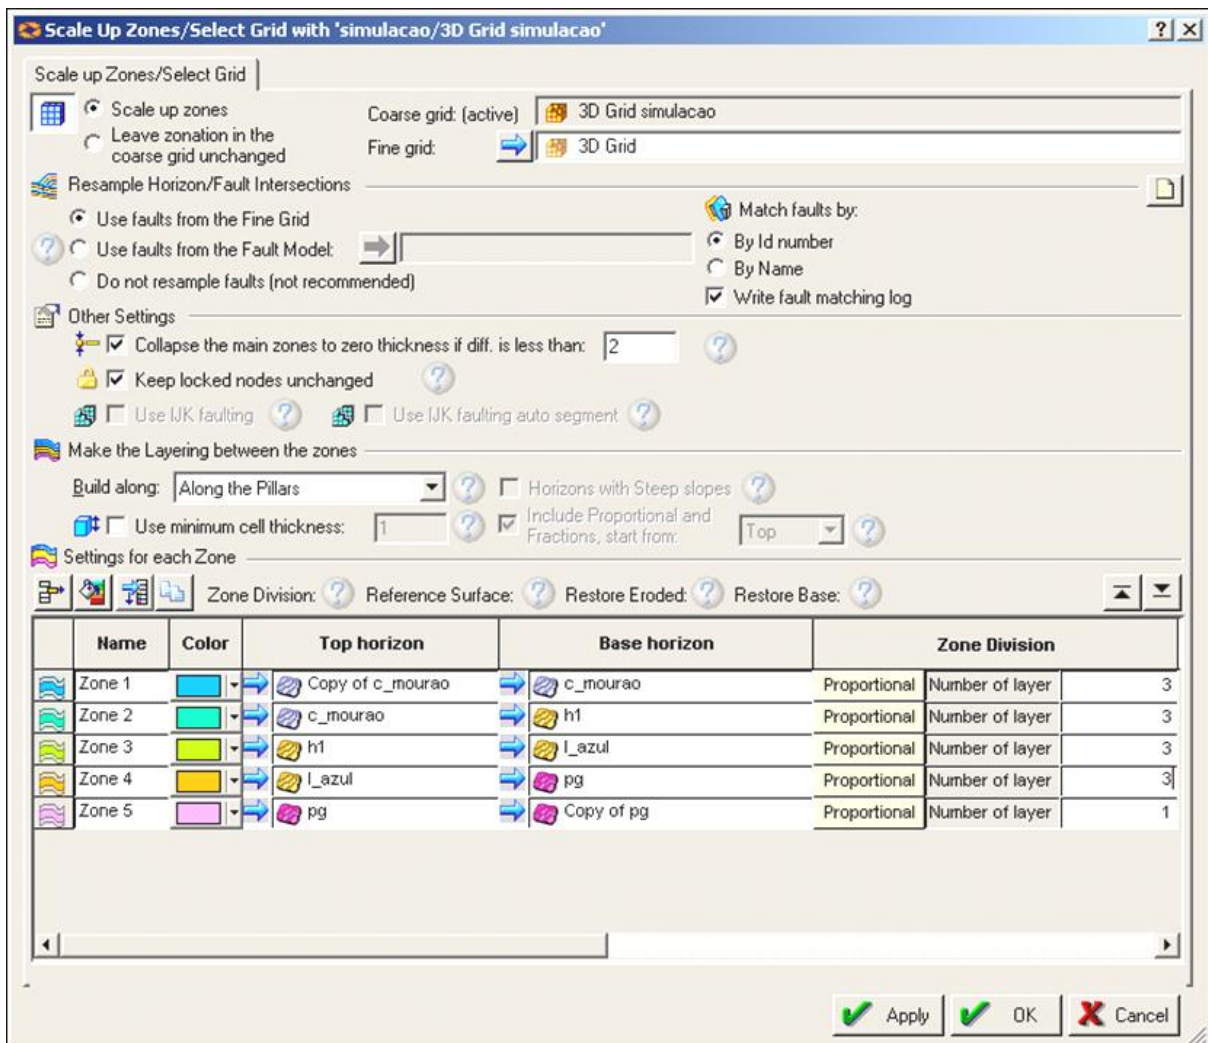 Scale Up Zones/Select Grid with 'simulacao/3D Grid simulacao'
Scale up Zones/Select Grid
Scale up zones
Leave zonation in the
coarse grid unchanged
Coarse grid: (active) 3D Grid simulacao
Fine grid: 3D Grid
Resample Horizon/Fault Intersections
Use faults from the Fine Grid
Use faults from the Fault Model:
Do not resample faults (not recommended)
Match faults by:
By Id number
By Name
Write fault matching log
Other Settings
Collapse the main zones to zero thickness if diff. is less than: 2
Keep locked nodes unchanged
Use IJK faulting Use IJK faulting auto segment
Make the Layering between the zones
Build along: Along the Pillars Horizons with Steep slopes
Use minimum cell thickness: 1 Include Proportional and
Fractions, start from: Top
Settings for each Zone
Zone Division: Reference Surface: Restore Eroded: Restore Base:
Name Color Top horizon Base horizon Zone Division
Zone 1 Copy of c_mourao c_mourao Proportional Number of layer 3
Zone 2 c_mourao h1 Proportional Number of layer 3
Zone 3 h1 l_azul Proportional Number of layer 3
Zone 4 l_azul pg Proportional Number of layer 3
Zone 5 pg Copy of pg Proportional Number of layer 1
Apply OK Cancel